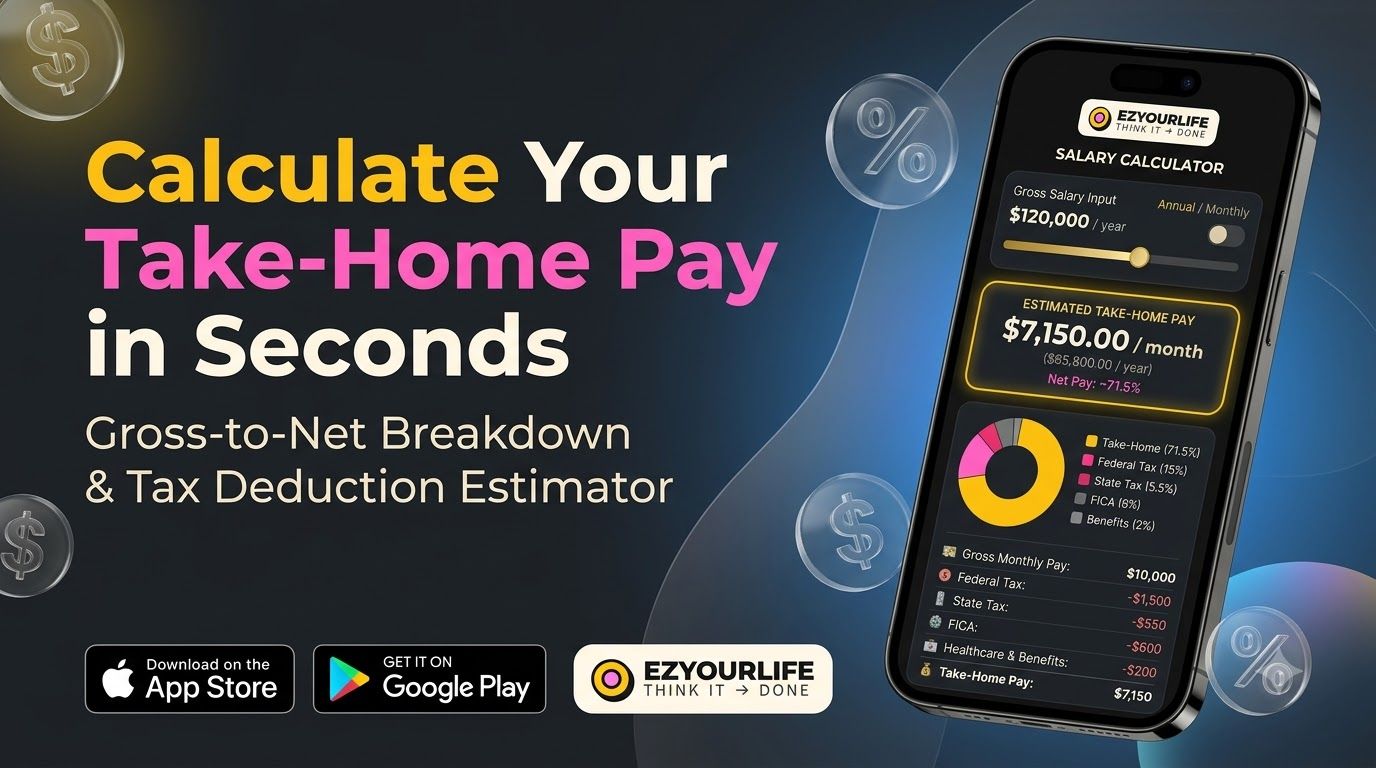 Calculate Your
Take-Home Pay
in Seconds
Gross-to-Net Breakdown
& Tax Deduction Estimator
Download on the
App Store
GET IT ON
Google Play
EZYOURLIFE
THINK IT → DONE
EZYOURLIFE
THINK IT → DONE
SALARY CALCULATOR
Gross Salary Input
Annual / Monthly
$120,000 / year
ESTIMATED TAKE-HOME PAY
$7,150.00 / month
($85,800.00 / year)
Net Pay: ~71.5%
Take-Home (71.5%)
Federal Tax (15%)
State Tax (5.5%)
FICA (6%)
Benefits (2%)
Gross Monthly Pay: $10,000
Federal Tax: -$1,500
State Tax: -$550
FICA: -$600
Healthcare & Benefits: -$200
Take-Home Pay: $7,150
$
%
$
$
%